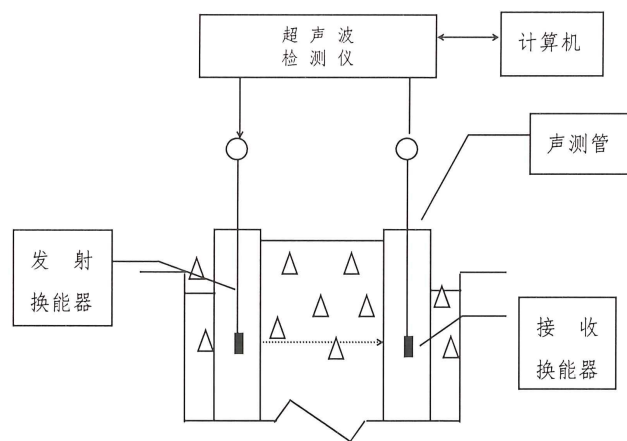 超 声 波
检 测 仪
计算机
声测管
发 射
换能器
接 收
换能器